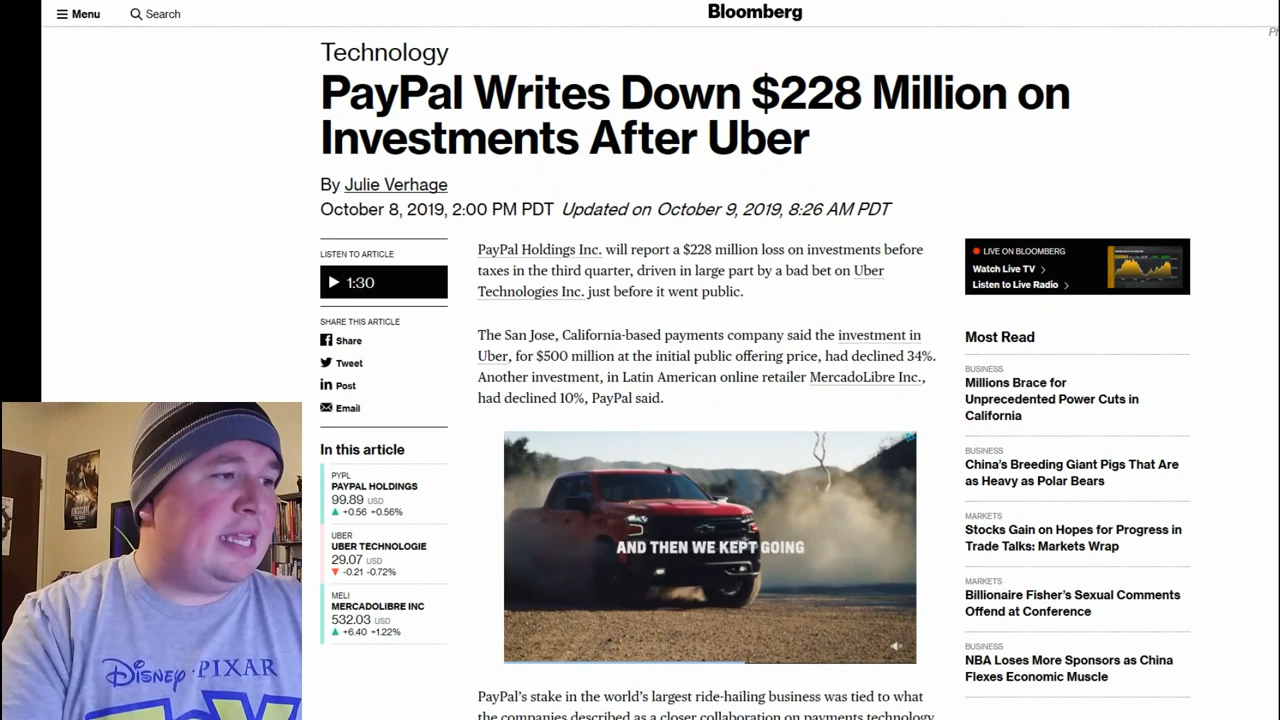 Menu
Search
Bloomberg
Technology
PayPal Writes Down $228 Million on
Investments After Uber
By Julie Verhage
October 8, 2019, 2:00 PM PDT Updated on October 9, 2019, 8:26 AM PDT
LISTEN TO ARTICLE
1:30
SHARE THIS ARTICLE
Share
Tweet
Post
Email
In this article
PYPL
PAYPAL HOLDINGS
99.89 USD
▲ +0.56 +0.56%
UBER
UBER TECHNOLOGIE
29.07 USD
▼ -0.21 -0.72%
MELI
MERCADOLIBRE INC
532.03 USD
▲ +6.40 +1.22%
PayPal Holdings Inc. will report a $228 million loss on investments before
taxes in the third quarter, driven in large part by a bad bet on Uber
Technologies Inc. just before it went public.
The San Jose, California-based payments company said the investment in
Uber, for $500 million at the initial public offering price, had declined 34%.
Another investment, in Latin American online retailer MercadoLibre Inc.,
had declined 10%, PayPal said.
AND THEN WE KEPT GOING
PayPal's stake in the world's largest ride-hailing business was tied to what
the companies described as a closer collaboration on payments technology
LIVE ON BLOOMBERG
Watch Live TV
Listen to Live Radio
Most Read
BUSINESS
Millions Brace for
Unprecedented Power Cuts in
California
BUSINESS
China's Breeding Giant Pigs That Are
as Heavy as Polar Bears
MARKETS
Stocks Gain on Hopes for Progress in
Trade Talks: Markets Wrap
MARKETS
Billionaire Fisher's Sexual Comments
Offend at Conference
BUSINESS
NBA Loses More Sponsors as China
Flexes Economic Muscle
DISNEY·PIXAR